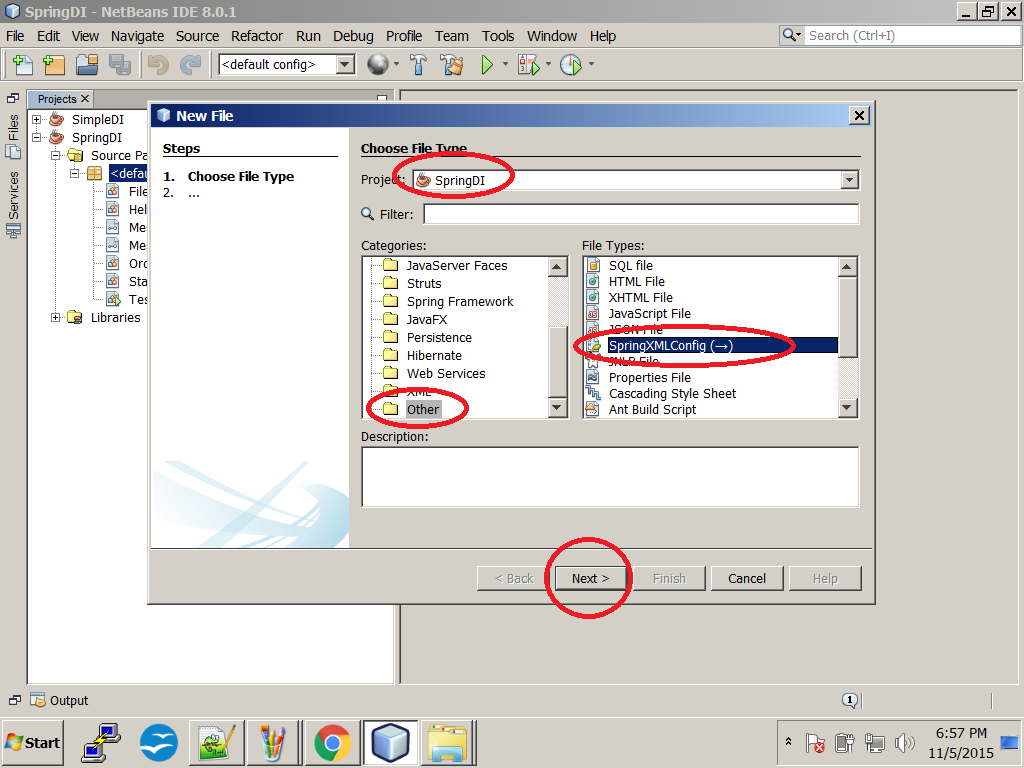 SpringDI - NetBeans IDE 8.0.1
File Edit View Navigate Source Refactor Run Debug Profile Team Tools Window Help
Search (Ctrl+I)
<default config>
Projects
Files
Services
SimpleDI
SpringDI
Source Pa
<defau
File
Hel
Me
Me
Ord
Sta
Tes
Libraries
New File
Steps
1. Choose File Type
2. ...
Choose File Type
Project: SpringDI
Filter:
Categories:
JavaServer Faces
Struts
Spring Framework
JavaFX
Persistence
Hibernate
Web Services
XML
Other
File Types:
SQL file
HTML File
XHTML File
JavaScript File
JSON File
SpringXMLConfig (→)
JNLP File
Properties File
Cascading Style Sheet
Ant Build Script
Description:
< Back
Next >
Finish
Cancel
Help
Output
1
Start
6:57 PM
11/5/2015